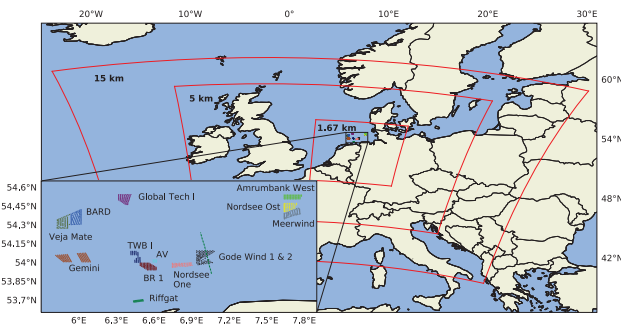 20°W 10°W 0° 10°E 20°E 30°E
15 km
60°N
5 km
1.67 km
54°N
54.6°N
Global Tech I
Amrumbank West
54.45°N
BARD
Nordsee Ost
48°N
54.3°N
Veja Mate
Meerwind
54.15°N
TWB I
AV
Gode Wind 1 & 2
54°N
Gemini
42°N
BR 1
Nordsee
One
53.85°N
Riffgat
53.7°N
6°E 6.3°E 6.6°E 6.9°E 7.2°E 7.5°E 7.8°E